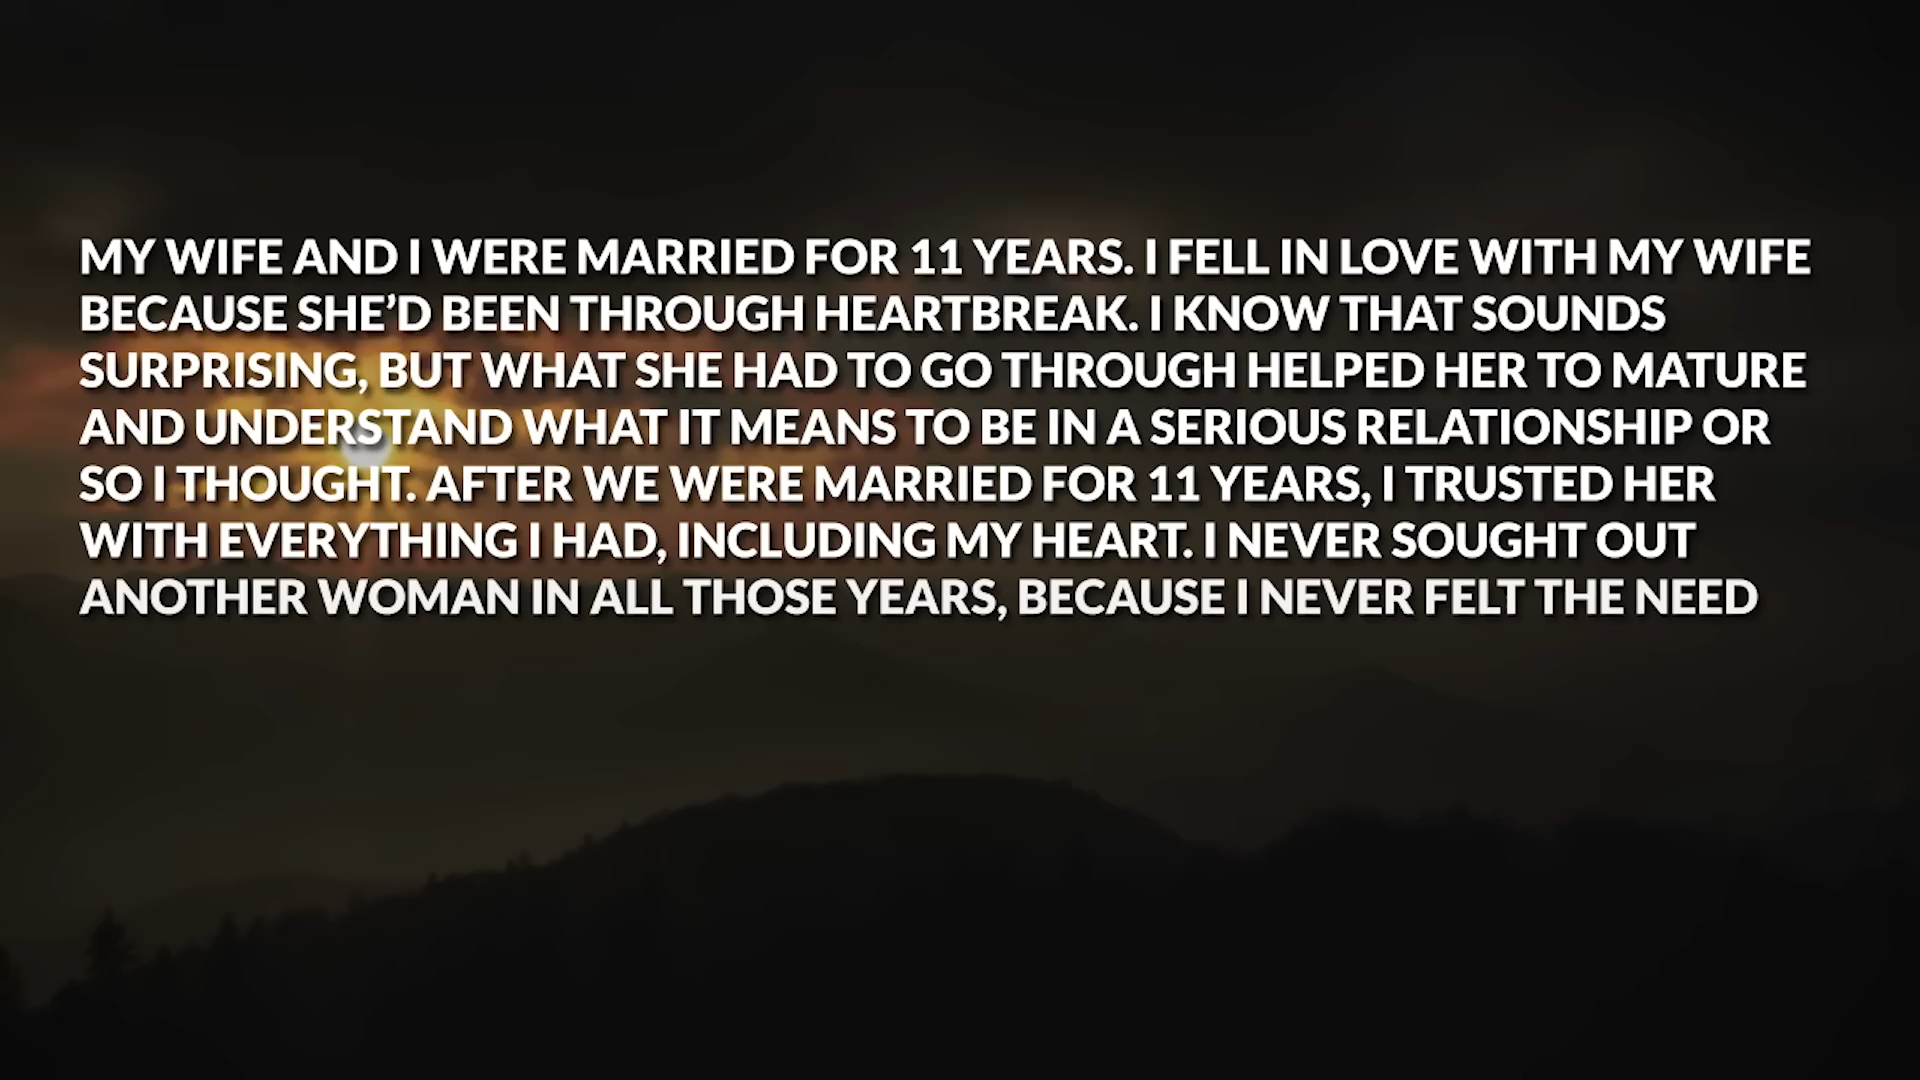 MY WIFE AND I WERE MARRIED FOR 11 YEARS. I FELL IN LOVE WITH MY WIFE
BECAUSE SHE’D BEEN THROUGH HEARTBREAK. I KNOW THAT SOUNDS
SURPRISING, BUT WHAT SHE HAD TO GO THROUGH HELPED HER TO MATURE
AND UNDERSTAND WHAT IT MEANS TO BE IN A SERIOUS RELATIONSHIP OR
SO I THOUGHT. AFTER WE WERE MARRIED FOR 11 YEARS, I TRUSTED HER
WITH EVERYTHING I HAD, INCLUDING MY HEART. I NEVER SOUGHT OUT
ANOTHER WOMAN IN ALL THOSE YEARS, BECAUSE I NEVER FELT THE NEED